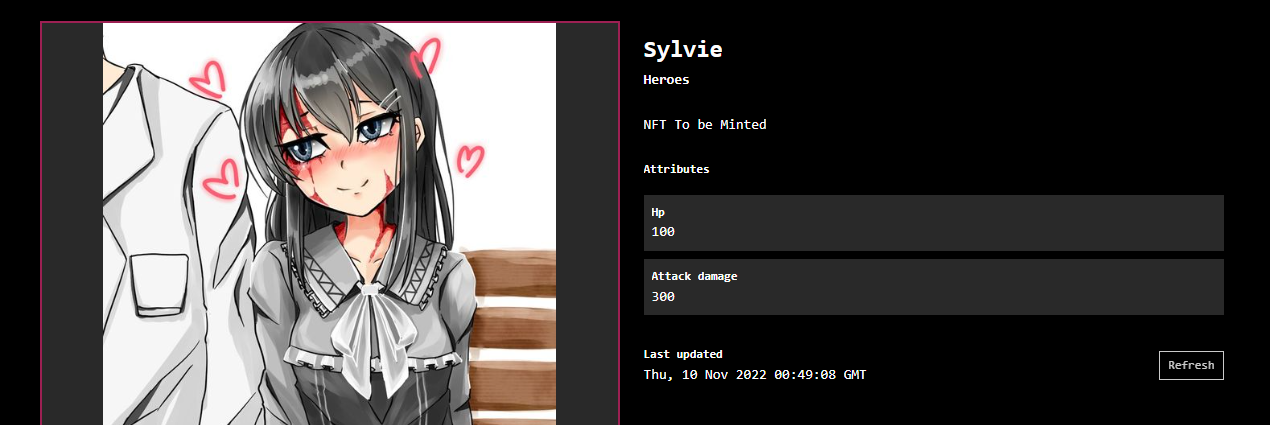 Sylvie
Heroes
NFT To be Minted
Attributes
Hp
100
Attack damage
300
Last updated
Thu, 10 Nov 2022 00:49:08 GMT
Refresh